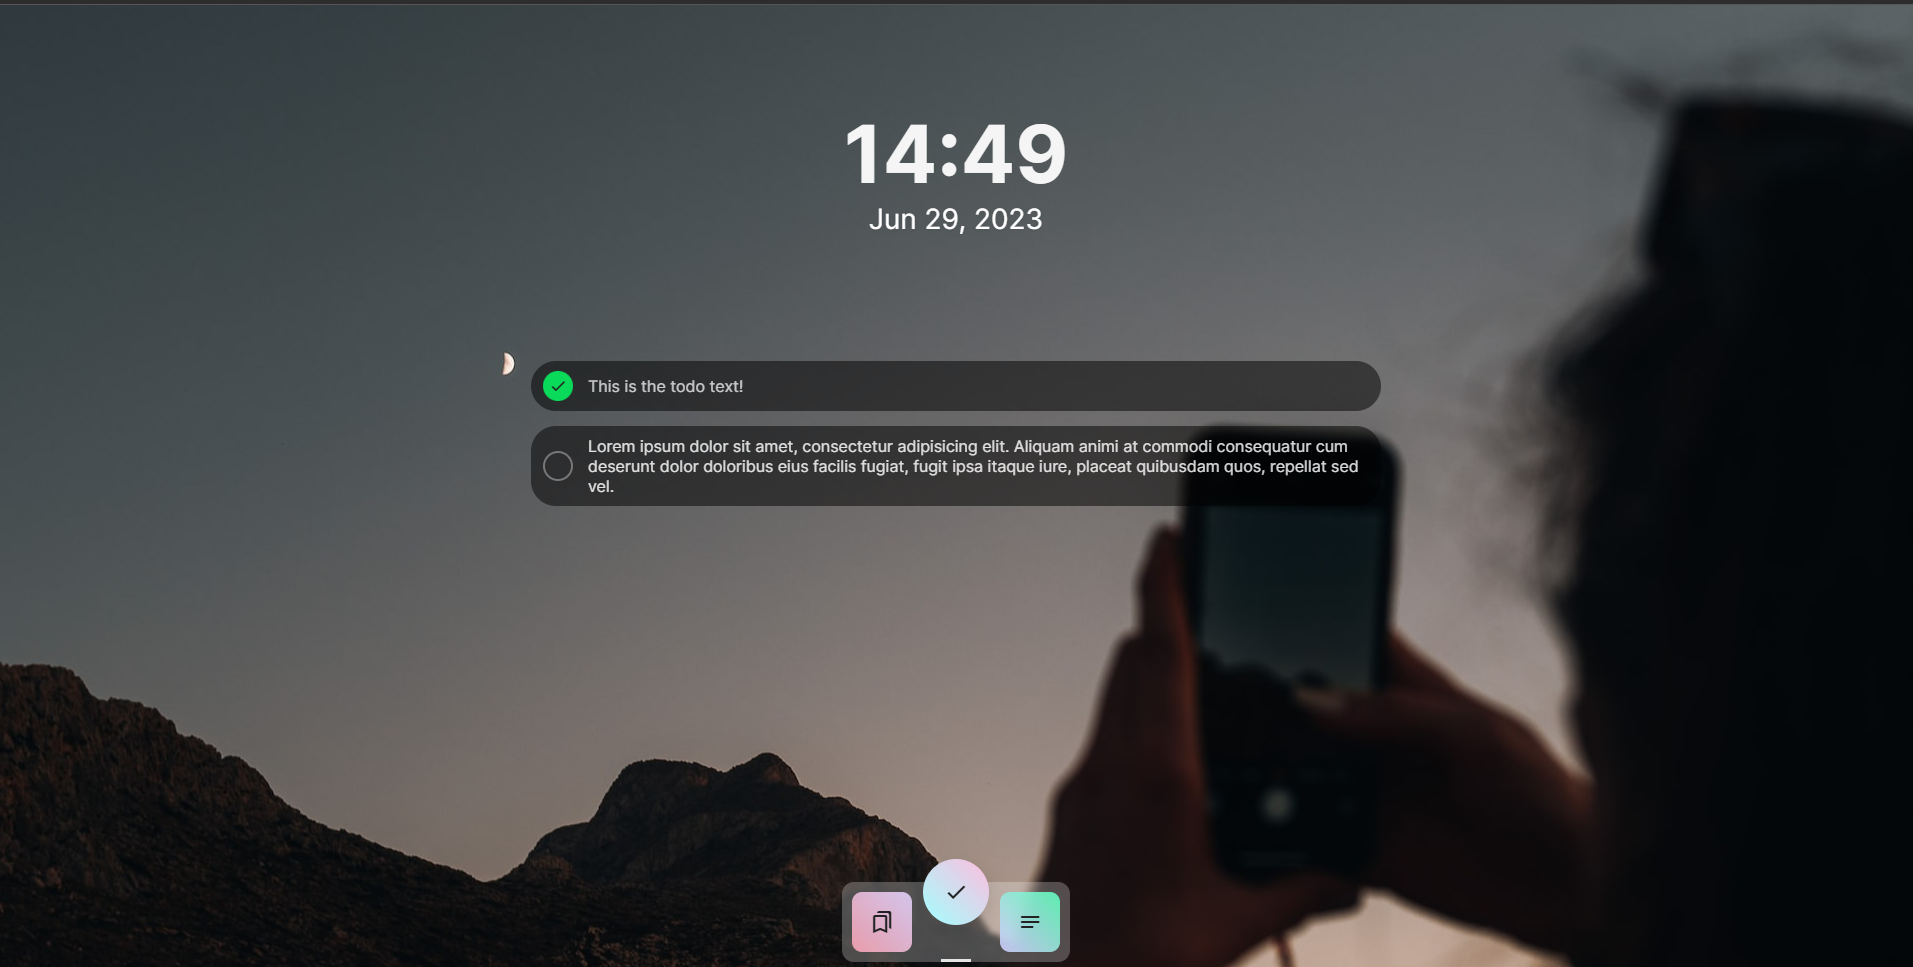 14:49
Jun 29, 2023
This is the todo text!
Lorem ipsum dolor sit amet, consectetur adipisicing elit. Aliquam animi at commodi consequatur cum
deserunt dolor doloribus eius facilis fugiat, fugit ipsa itaque iure, placeat quibusdam quos, repellat sed
vel.